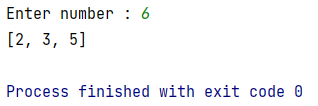 Enter number : 6
[2, 3, 5]
Process finished with exit code 0